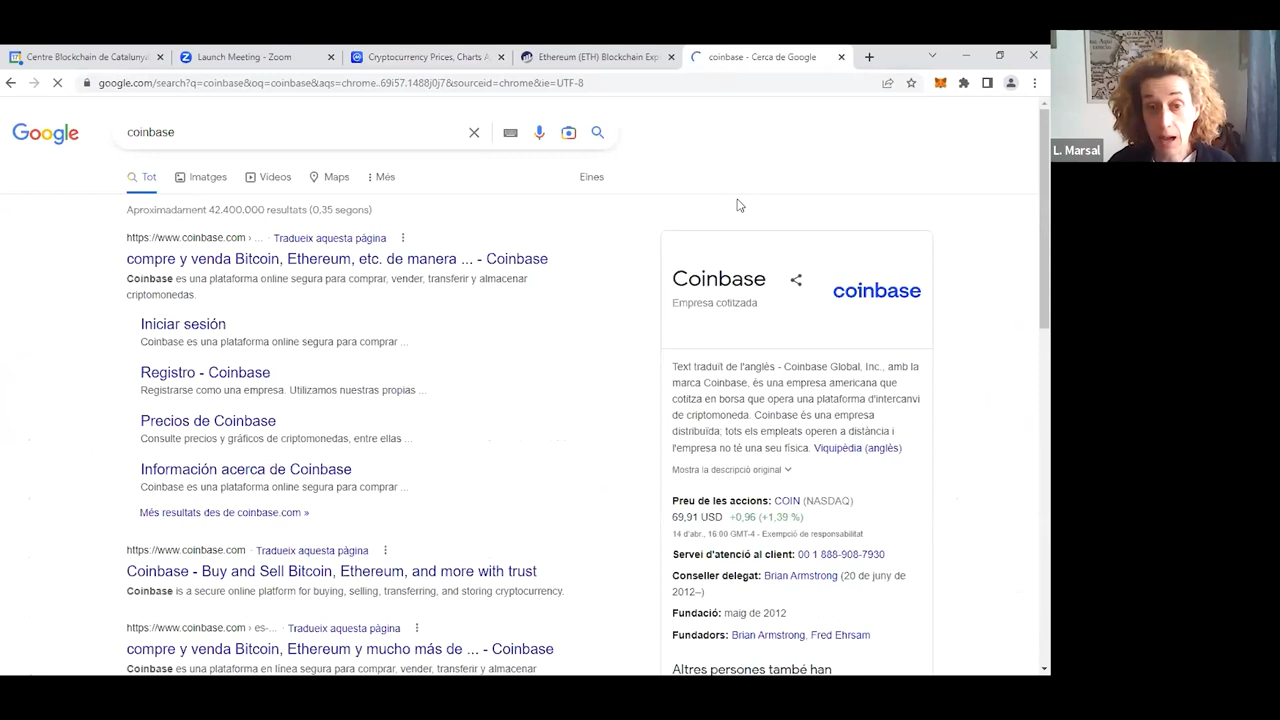 Centre Blockchain de Catalunya
Launch Meeting - Zoom
Cryptocurrency Prices, Charts A
Ethereum (ETH) Blockchain Exp
coinbase - Cerca de Google
google.com/search?q=coinbase&oq=coinbase&aqs=chrome..69i57.1488j0j7&sourceid=chrome&ie=UTF-8
L. Marsal
Google
coinbase
Tot
Imatges
Vídeos
Maps
Més
Eines
Aproximadament 42.400.000 resultats (0,35 segons)
https://www.coinbase.com › ... · Tradueix aquesta pàgina
compre y venda Bitcoin, Ethereum, etc. de manera ... - Coinbase
Coinbase es una plataforma online segura para comprar, vender, transferir y almacenar
criptomonedas.
Iniciar sesión
Coinbase es una plataforma online segura para comprar ...
Registro - Coinbase
Registrarse como una empresa. Utilizamos nuestras propias ...
Precios de Coinbase
Consulte precios y gráficos de criptomonedas, entre ellas ...
Información acerca de Coinbase
Coinbase es una plataforma online segura para comprar ...
Més resultats des de coinbase.com »
https://www.coinbase.com · Tradueix aquesta pàgina
Coinbase - Buy and Sell Bitcoin, Ethereum, and more with trust
Coinbase is a secure online platform for buying, selling, transferring, and storing cryptocurrency.
https://www.coinbase.com › es-... · Tradueix aquesta pàgina
compre y venda Bitcoin, Ethereum y mucho más de ... - Coinbase
Coinbase es una plataforma en línea segura para comprar, vender, transferir y almacenar
Coinbase
coinbase
Empresa cotitzada
Text traduït de l'anglès - Coinbase Global, Inc., amb la
marca Coinbase, és una empresa americana que
cotitza en borsa que opera una plataforma d'intercanvi
de criptomoneda. Coinbase és una empresa
distribuïda; tots els empleats operen a distància i
l'empresa no té una seu física. Viquipèdia (anglès)
Mostra la descripció original
Preu de les accions: COIN (NASDAQ)
69,91 USD +0,96 (+1,39 %)
14 d'abr., 16:00 GMT-4 - Exempció de responsabilitat
Servei d'atenció al client: 00 1 888-908-7930
Conseller delegat: Brian Armstrong (20 de juny de
2012–)
Fundació: maig de 2012
Fundadors: Brian Armstrong, Fred Ehrsam
Altres persones també han